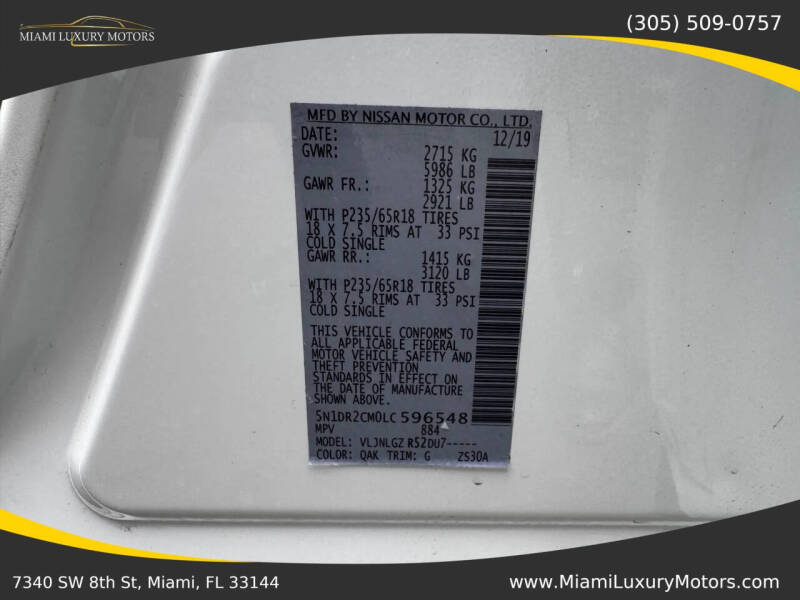 MIAMI LUXURY MOTORS
(305) 509-0757
MFD BY NISSAN MOTOR CO., LTD.
DATE: 12/19
GVWR: 2715 KG
5986 LB
GAWR FR.: 1325 KG
2921 LB
WITH P235/65R18 TIRES
18 X 7.5 RIMS AT 33 PSI
COLD SINGLE
GAWR RR.: 1415 KG
3120 LB
WITH P235/65R18 TIRES
18 X 7.5 RIMS AT 33 PSI
COLD SINGLE
THIS VEHICLE CONFORMS TO
ALL APPLICABLE FEDERAL
MOTOR VEHICLE SAFETY AND
THEFT PREVENTION
STANDARDS IN EFFECT ON
THE DATE OF MANUFACTURE
SHOWN ABOVE.
5N1DR2CM0LC 596548
MPV 884
MODEL: VLJNLGZ R52DU7-----
COLOR: QAK TRIM: G ZS30A
7340 SW 8th St, Miami, FL 33144
www.MiamiLuxuryMotors.com